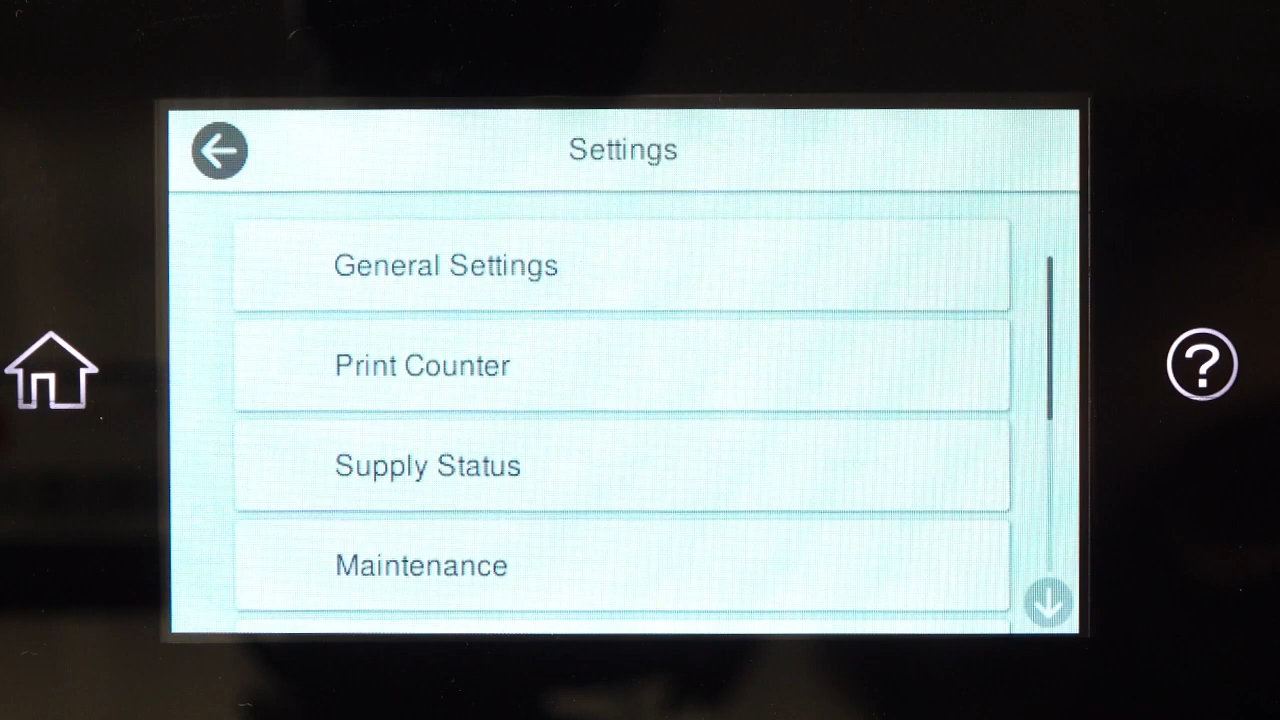 Settings
General Settings
Print Counter
Supply Status
Maintenance
?